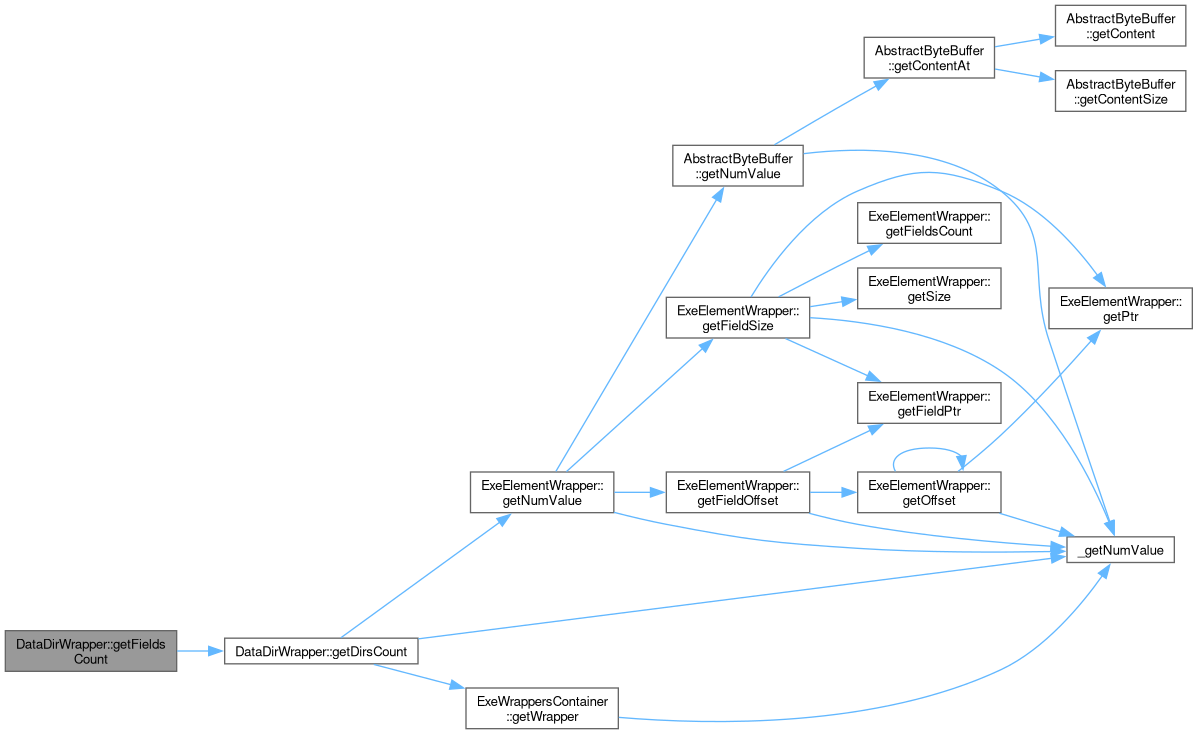 DataDirWrapper::getFields
Count
DataDirWrapper::getDirsCount
ExeElementWrapper::
getNumValue
ExeWrappersContainer
::getWrapper
AbstractByteBuffer
::getNumValue
ExeElementWrapper::
getFieldSize
ExeElementWrapper::
getFieldOffset
AbstractByteBuffer
::getContentAt
ExeElementWrapper::
getFieldsCount
ExeElementWrapper::
getSize
ExeElementWrapper::
getFieldPtr
ExeElementWrapper::
getOffset
AbstractByteBuffer
::getContent
AbstractByteBuffer
::getContentSize
ExeElementWrapper::
getPtr
_getNumValue